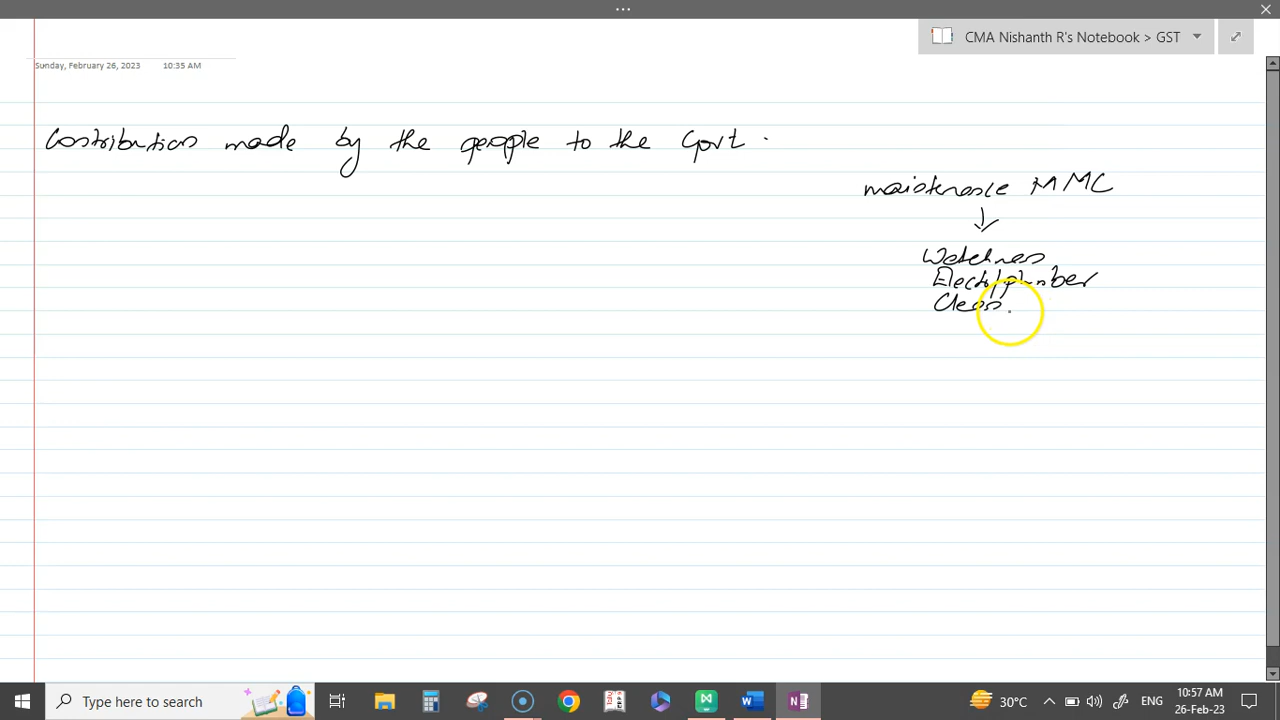 ...
CMA Nishanth R's Notebook > GST
Sunday, February 26, 2023 10:35 AM
Contribution made by the people to the Govt.
maintenance MMC
Watchmen
Elect/plumber
Clean
Type here to search
30°C
ENG
10:57 AM
26-Feb-23